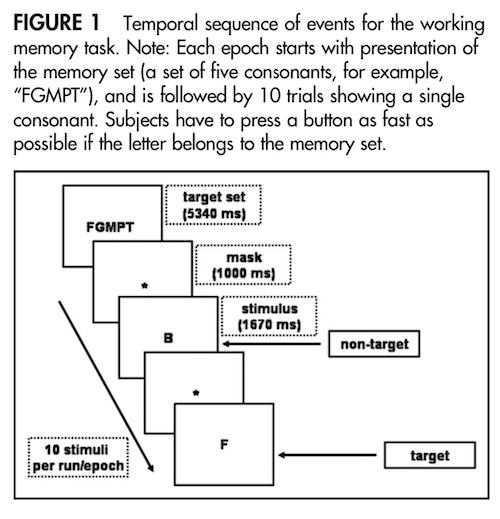 FIGURE 1 Temporal sequence of events for the working
memory task. Note: Each epoch starts with presentation of
the memory set (a set of five consonants, for example,
“FGMPT”), and is followed by 10 trials showing a single
consonant. Subjects have to press a button as fast as
possible if the letter belongs to the memory set.
target set
(5340 ms)
FGMPT
mask
(1000 ms)
*
stimulus
(1670 ms)
B
non-target
*
F
10 stimuli
per run/epoch
target